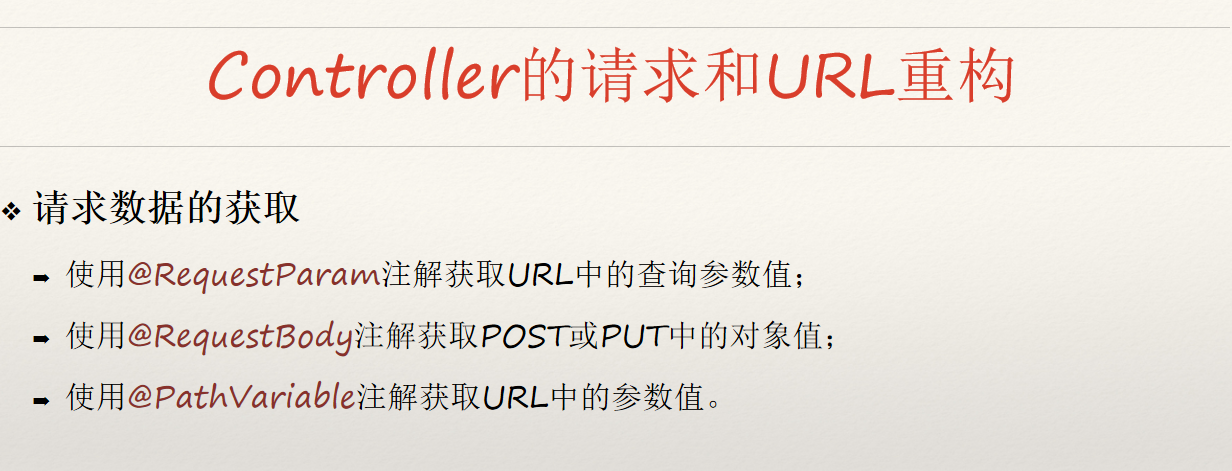 Controller的请求和URL重构
请求数据的获取
使用@RequestParam注解获取URL中的查询参数值；
使用@RequestBody注解获取POST或PUT中的对象值；
使用@PathVariable注解获取URL中的参数值。